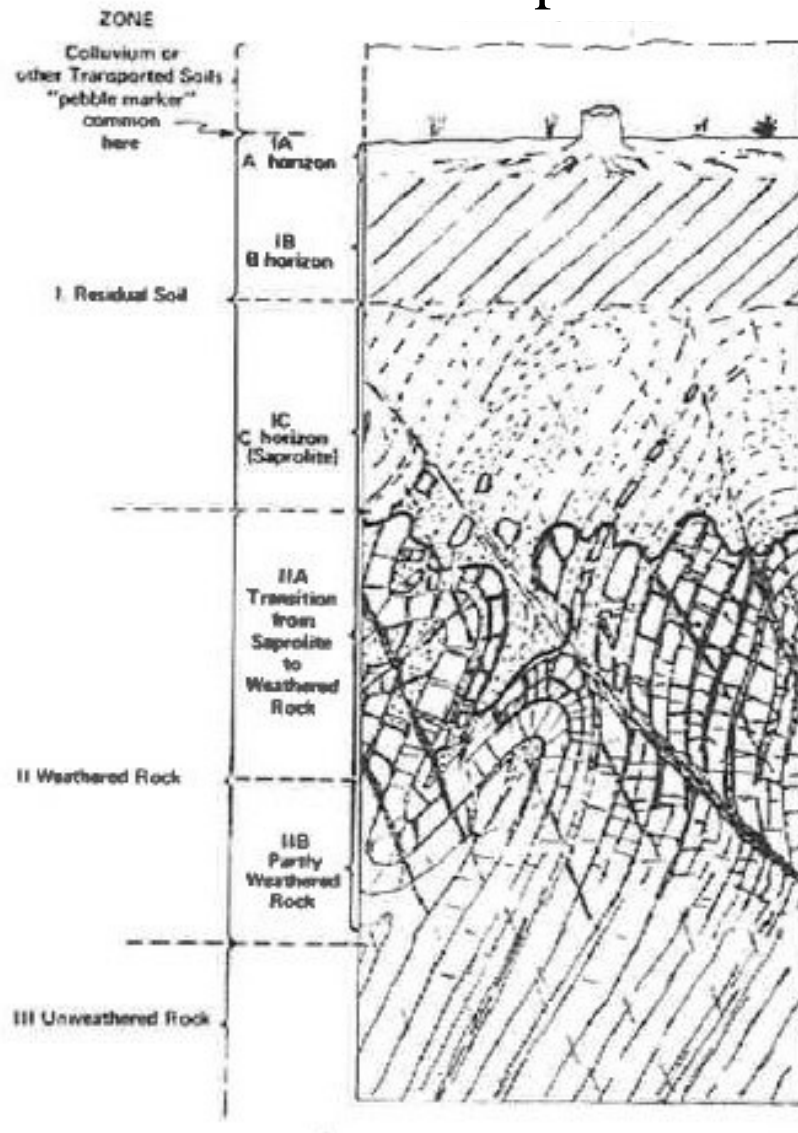 ZONE
Colluvium or
other Transported Soils
"pebble marker"
common
here
IA
A horizon
IB
B horizon
I. Residual Soil
IC
C horizon
(Saprolite)
IIA
Transition
from
Saprolite
to
Weathered
Rock
II Weathered Rock
IIB
Partly
Weathered
Rock
III Unweathered Rock